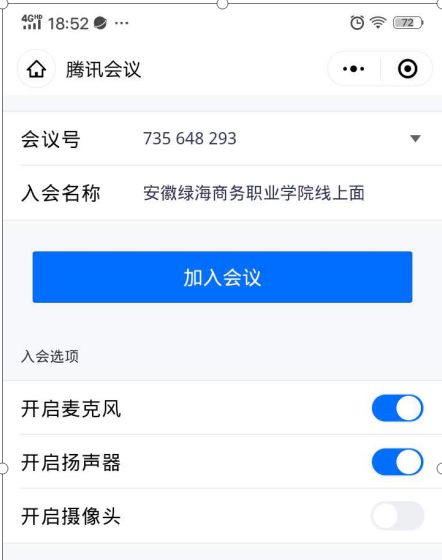 4GHD 18:52 72
腾讯会议
会议号 735 648 293
入会名称 安徽绿海商务职业学院线上面
加入会议
入会选项
开启麦克风
开启扬声器
开启摄像头